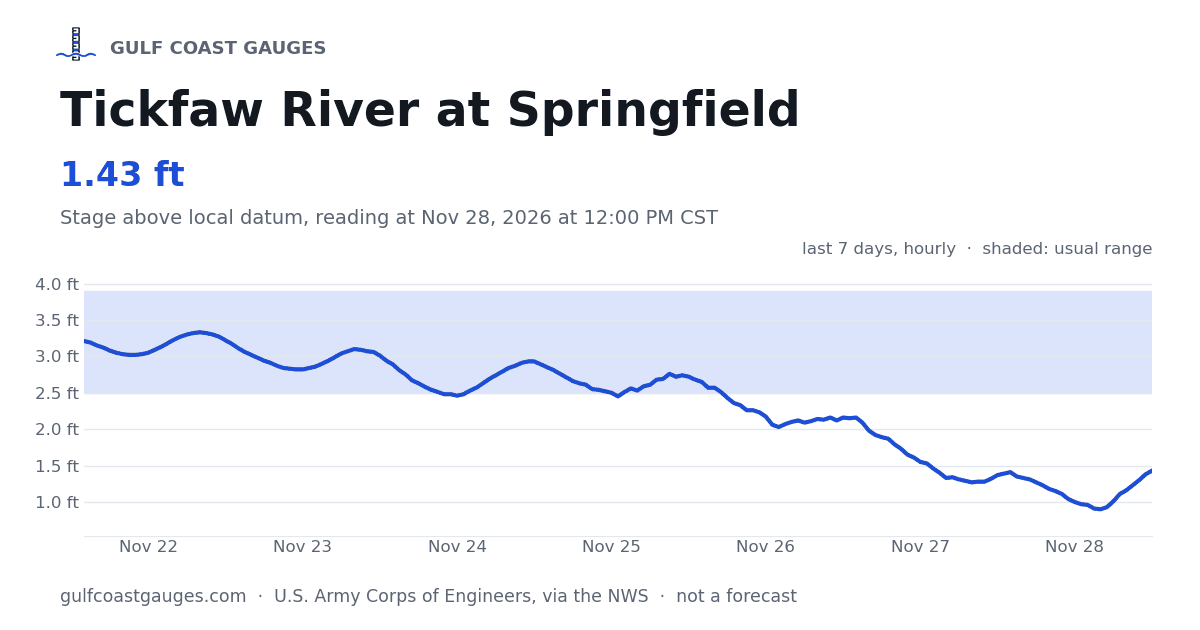 GULF COAST GAUGES
Tickfaw River at Springfield
1.43 ft
Stage above local datum, reading at Nov 28, 2026 at 12:00 PM CST
last 7 days, hourly · shaded: usual range
4.0 ft
3.5 ft
3.0 ft
2.5 ft
2.0 ft
1.5 ft
1.0 ft
Nov 22 Nov 23 Nov 24 Nov 25 Nov 26 Nov 27 Nov 28
gulfcoastgauges.com · U.S. Army Corps of Engineers, via the NWS · not a forecast